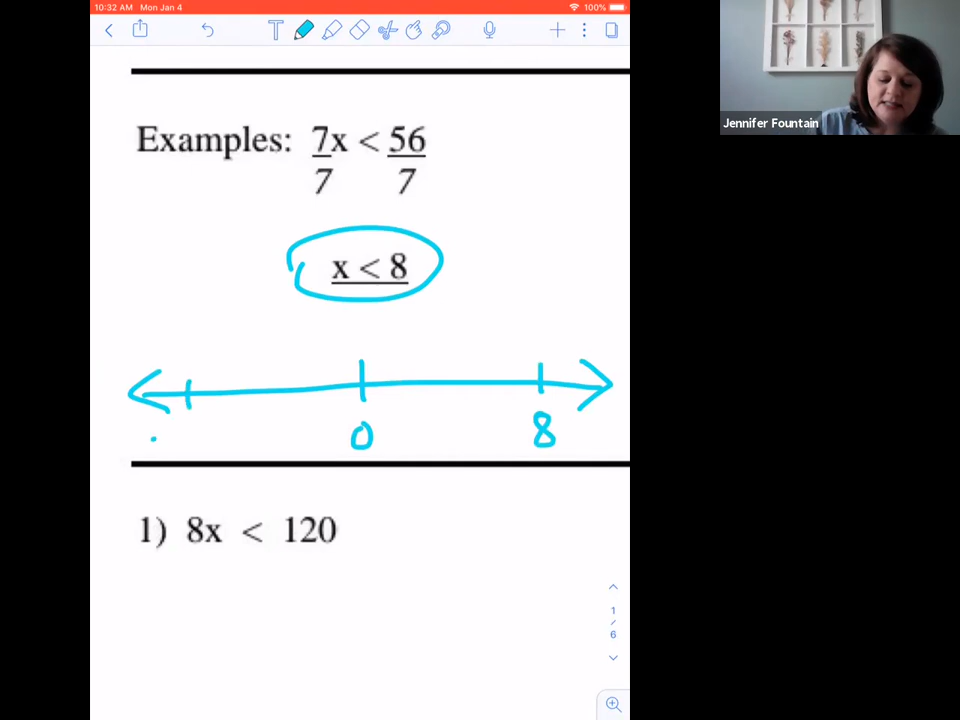 10:32 AM Mon Jan 4 100%
T
Jennifer Fountain
Examples: 7x < 56
7 7
x < 8
0 8
1) 8x < 120
1
/
6